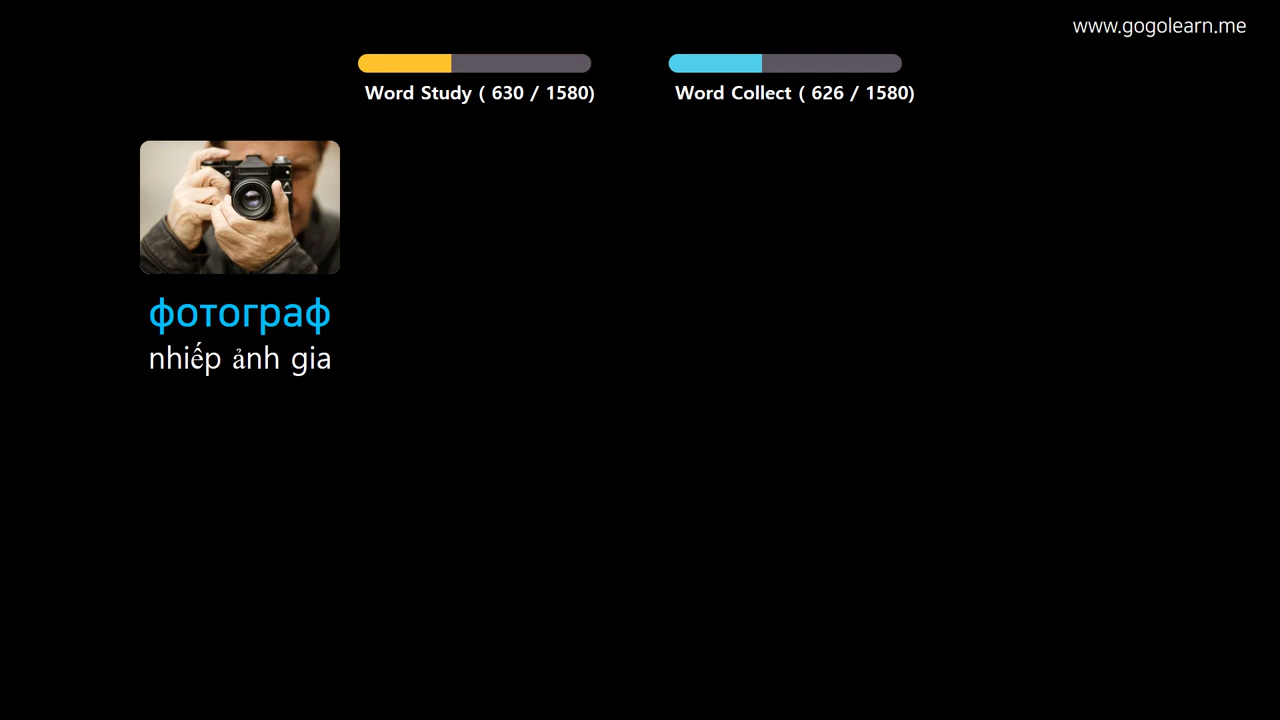 www.gogolearn.me
Word Study ( 630 / 1580)
Word Collect ( 626 / 1580)
фотограф
nhiếp ảnh gia